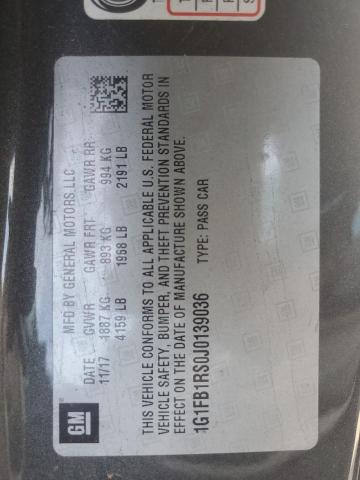 GM
MFD BY GENERAL MOTORS LLC
DATE GVWR GAWR FRT GAWR RR
11/17 1887 KG 893 KG 994 KG
4159 LB 1968 LB 2191 LB
THIS VEHICLE CONFORMS TO ALL APPLICABLE U.S. FEDERAL MOTOR
VEHICLE SAFETY, BUMPER, AND THEFT PREVENTION STANDARDS IN
EFFECT ON THE DATE OF MANUFACTURE SHOWN ABOVE.
1G1FB1RS0J0139036 TYPE: PASS CAR